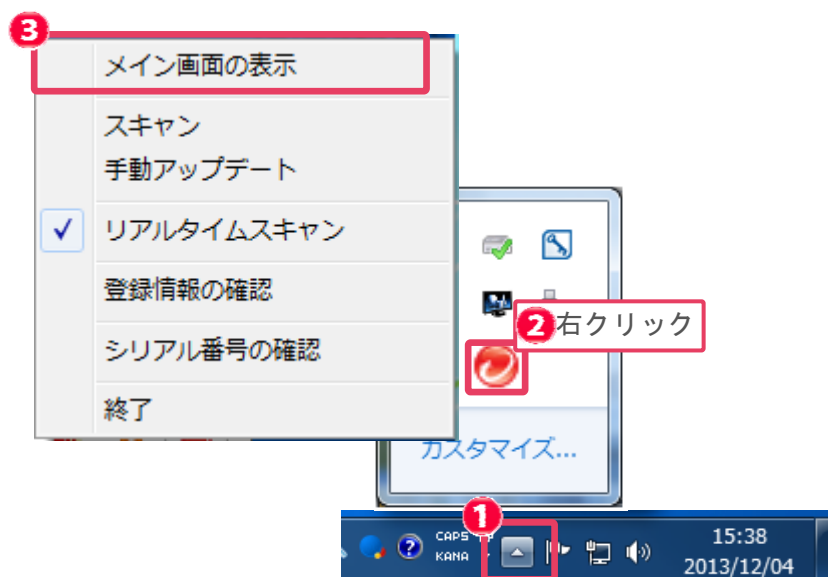 3
メイン画面の表示
スキャン
手動アップデート
リアルタイムスキャン
登録情報の確認
シリアル番号の確認
終了
2 右クリック
カスタマイズ...
1
CAPS
KANA
15:38
2013/12/04